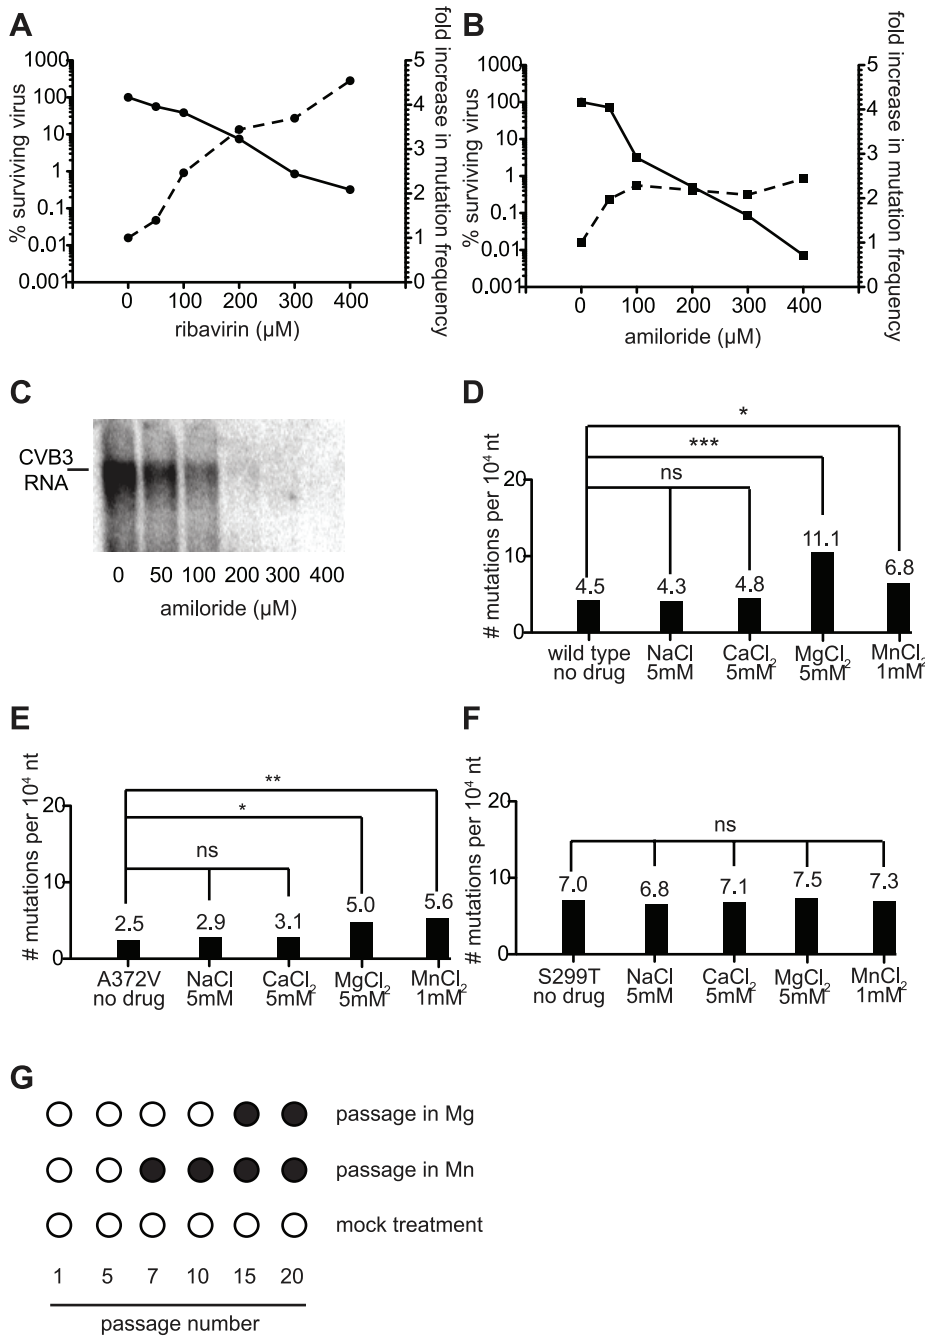 A
% surviving virus
1000
100
10
1
0.1
0.01
0.001
5
4
3
2
1
0
fold increase in mutation frequency
0 100 200 300 400
ribavirin (µM)
B
% surviving virus
1000
100
10
1
0.1
0.01
0.001
5
4
3
2
1
0
fold increase in mutation frequency
0 100 200 300 400
amiloride (µM)
C
CVB3
RNA
0 50 100 200 300 400
amiloride (µM)
D
# mutations per 10⁴ nt
20
10
0
*
***
ns
4.5 4.3 4.8 11.1 6.8
wild type NaCl CaCl₂ MgCl₂ MnCl₂
no drug 5mM 5mM 5mM 1mM
E
# mutations per 10⁴ nt
20
10
0
**
*
ns
2.5 2.9 3.1 5.0 5.6
A372V NaCl CaCl₂ MgCl₂ MnCl₂
no drug 5mM 5mM 5mM 1mM
F
# mutations per 10⁴ nt
20
10
0
ns
7.0 6.8 7.1 7.5 7.3
S299T NaCl CaCl₂ MgCl₂ MnCl₂
no drug 5mM 5mM 5mM 1mM
G
passage in Mg
passage in Mn
mock treatment
1 5 7 10 15 20
passage number